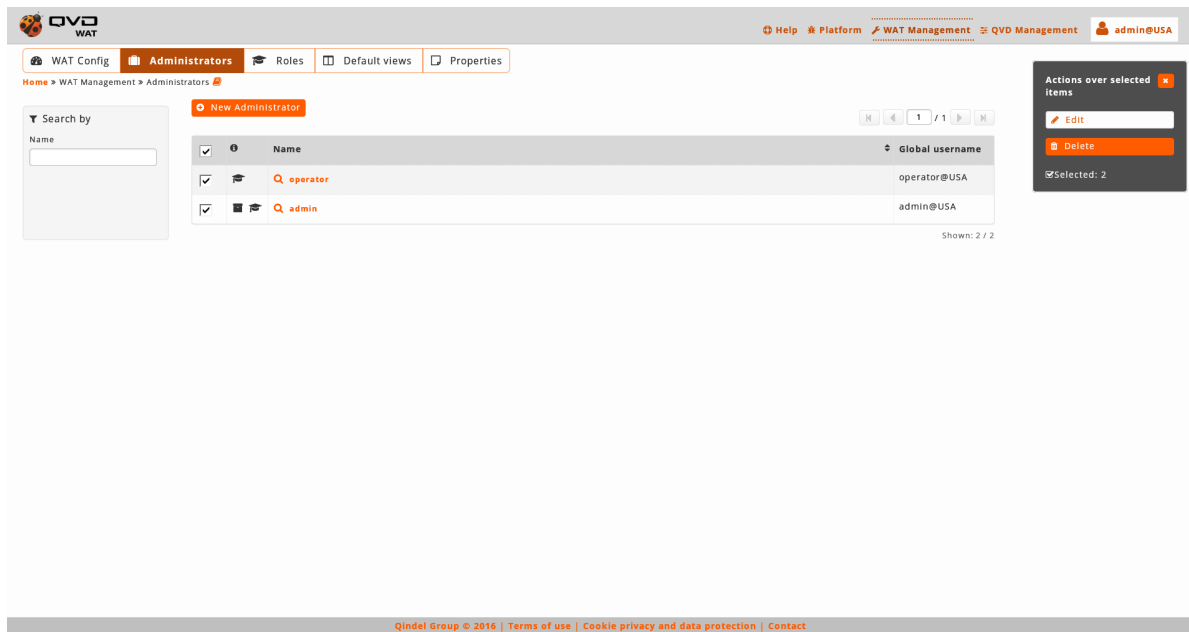 QVD
WAT
Help Platform WAT Management QVD Management admin@USA
WAT Config Administrators Roles Default views Properties
Home » WAT Management » Administrators
Search by
Name
New Administrator
1 / 1
Name Global username
operator operator@USA
admin admin@USA
Shown: 2 / 2
Actions over selected
items
Edit
Delete
Selected: 2
Qindel Group © 2016 | Terms of use | Cookie privacy and data protection | Contact